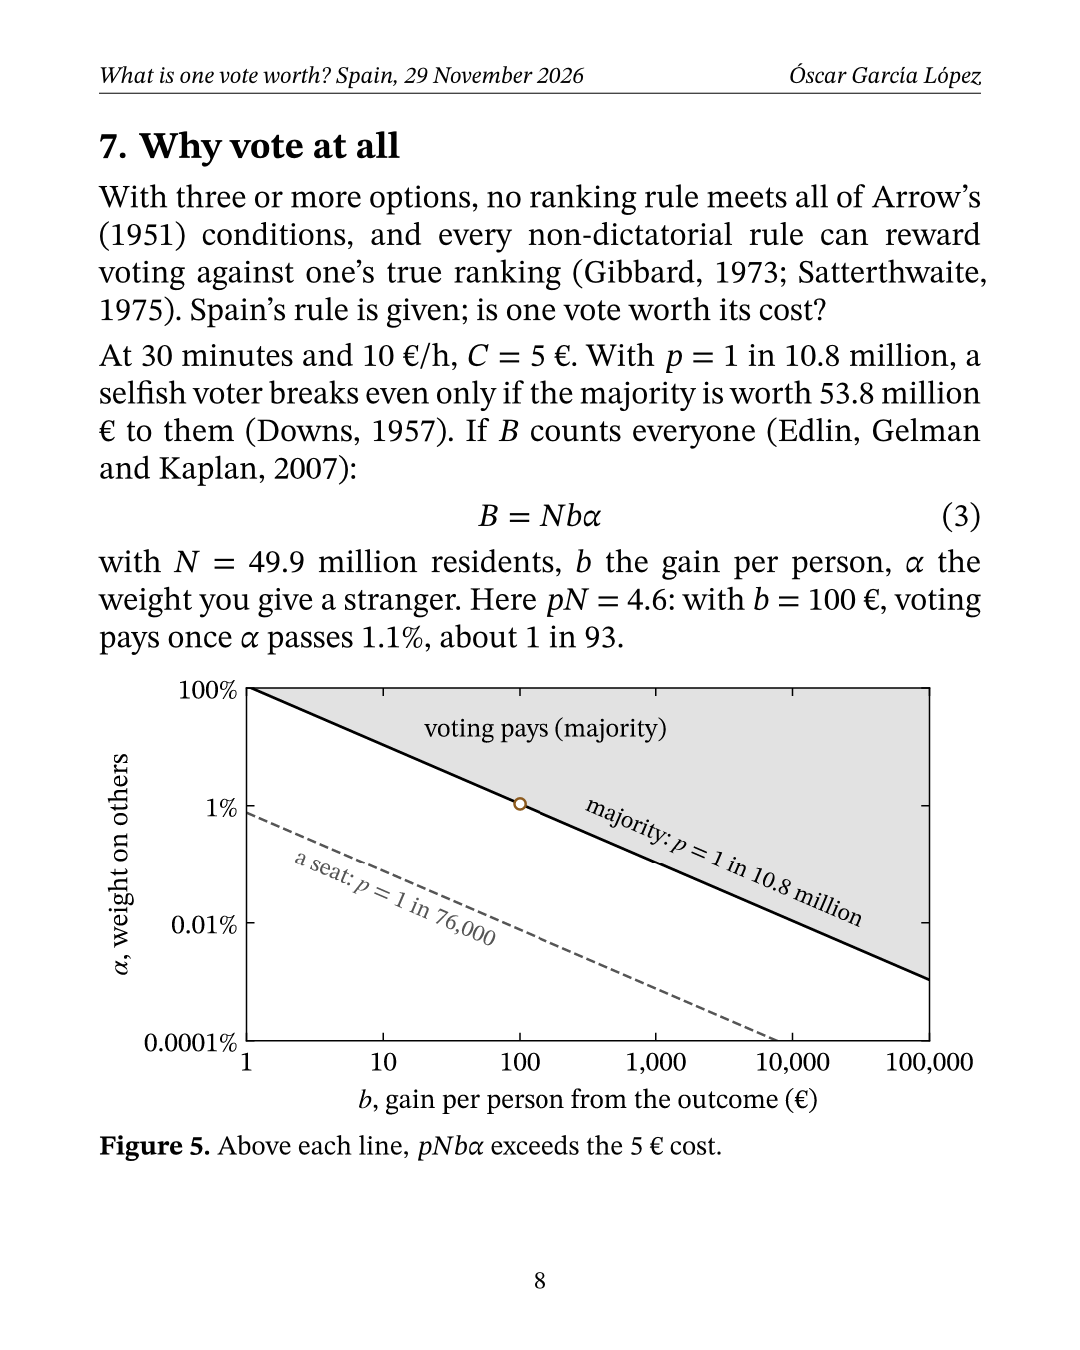 What is one vote worth? Spain, 29 November 2026
Óscar García López
7. Why vote at all
With three or more options, no ranking rule meets all of Arrow’s
(1951) conditions, and every non-dictatorial rule can reward
voting against one’s true ranking (Gibbard, 1973; Satterthwaite,
1975). Spain’s rule is given; is one vote worth its cost?
At 30 minutes and 10 €/h, C = 5 €. With p = 1 in 10.8 million, a
selfish voter breaks even only if the majority is worth 53.8 million
€ to them (Downs, 1957). If B counts everyone (Edlin, Gelman
and Kaplan, 2007):
B = Nbα (3)
with N = 49.9 million residents, b the gain per person, α the
weight you give a stranger. Here pN = 4.6: with b = 100 €, voting
pays once α passes 1.1%, about 1 in 93.
100%
1%
0.01%
0.0001%
α, weight on others
voting pays (majority)
majority: p = 1 in 10.8 million
a seat: p = 1 in 76,000
1 10 100 1,000 10,000 100,000
b, gain per person from the outcome (€)
Figure 5. Above each line, pNbα exceeds the 5 € cost.
8